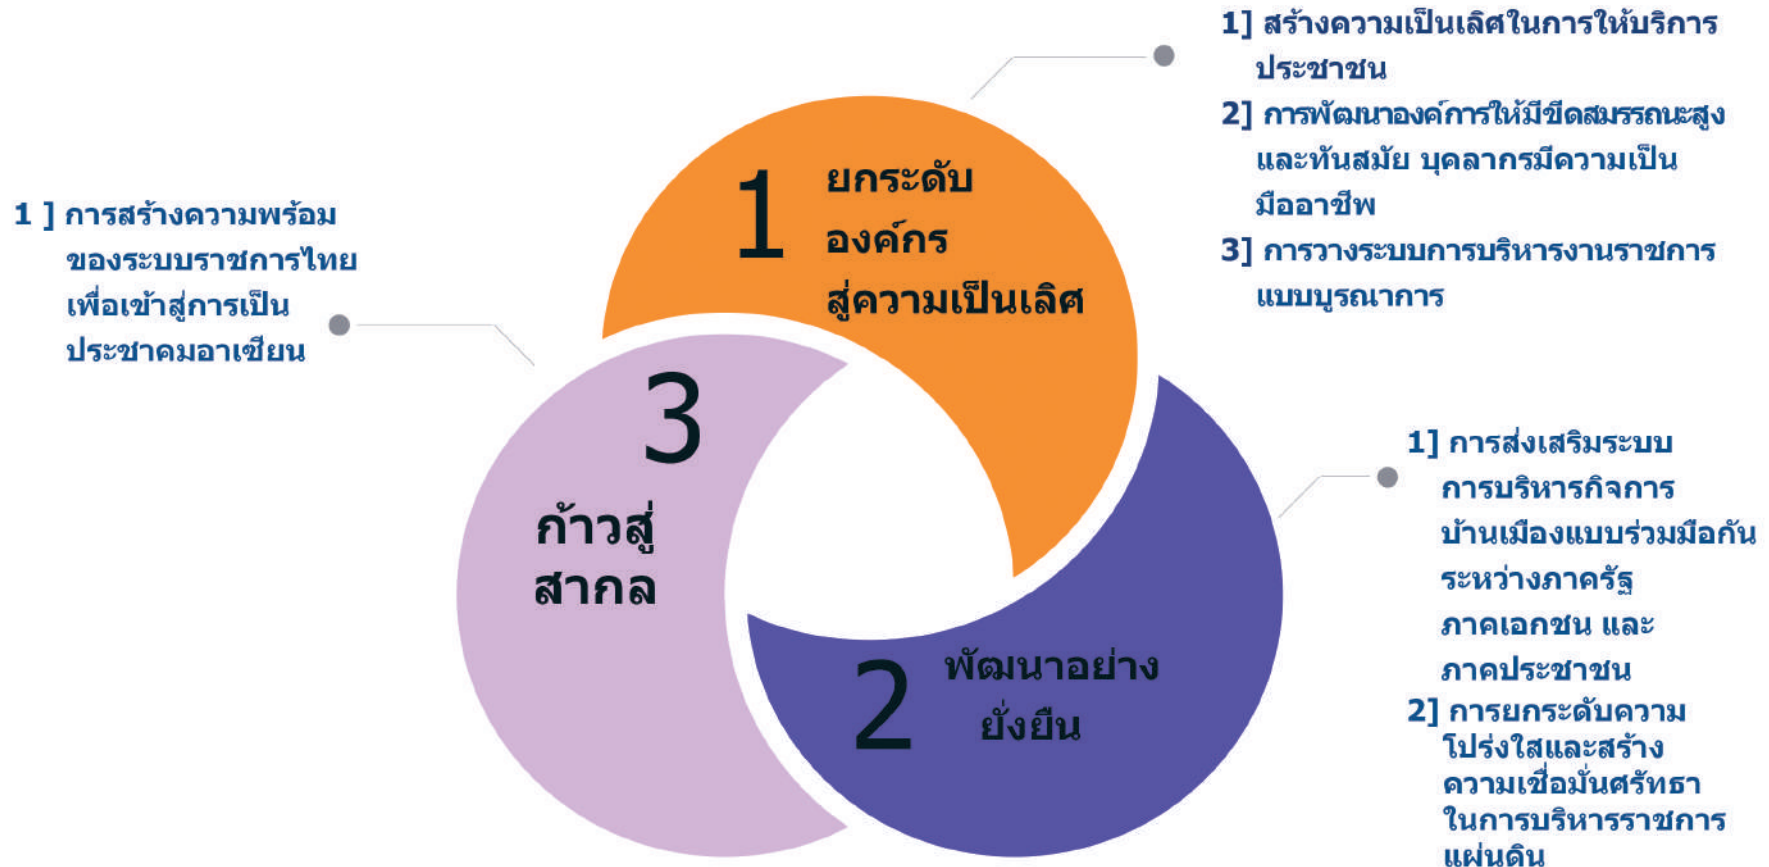 1] สร้างความเป็นเลิศในการให้บริการ
ประชาชน
2] การพัฒนาองค์การให้มีขีดสมรรถนะสูง
และทันสมัย บุคลากรมีความเป็น
มืออาชีพ
3] การวางระบบการบริหารงานราชการ
แบบบูรณาการ
1 ยกระดับ
องค์กร
สู่ความเป็นเลิศ
1 ] การสร้างความพร้อม
ของระบบราชการไทย
เพื่อเข้าสู่การเป็น
ประชาคมอาเซียน
3
ก้าวสู่
สากล
2 พัฒนาอย่าง
ยั่งยืน
1] การส่งเสริมระบบ
การบริหารกิจการ
บ้านเมืองแบบร่วมมือกัน
ระหว่างภาครัฐ
ภาคเอกชน และ
ภาคประชาชน
2] การยกระดับความ
โปร่งใสและสร้าง
ความเชื่อมั่นศรัทธา
ในการบริหารราชการ
แผ่นดิน